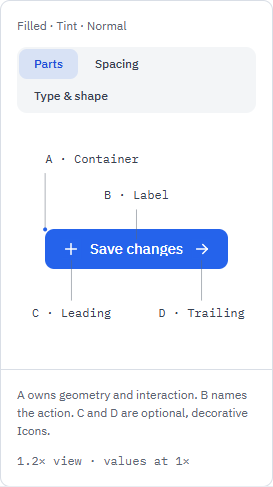 Filled · Tint · Normal
Parts Spacing
Type & shape
A · Container
B · Label
Save changes
C · Leading D · Trailing
A owns geometry and interaction. B names
the action. C and D are optional, decorative
Icons.
1.2× view · values at 1×